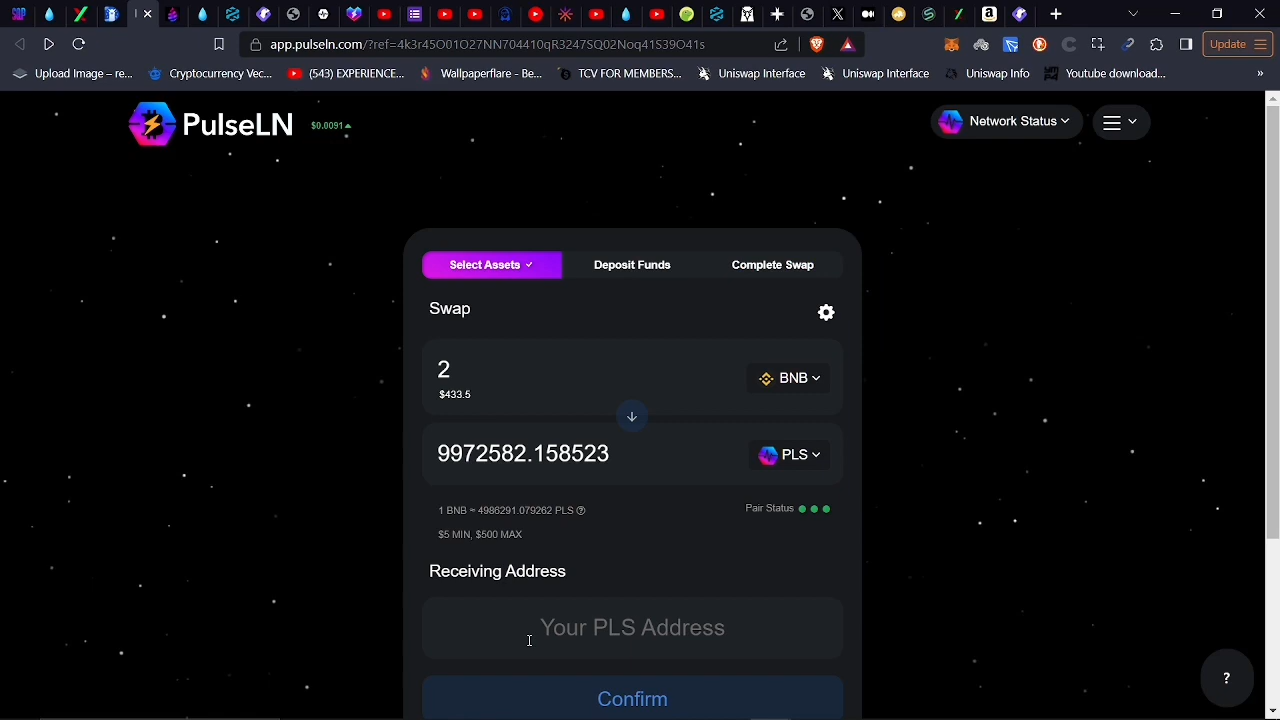 Update
app.pulseln.com/?ref=4k3r45O01O27NN704410qR5R47SQ02Noq41S39O41s
Upload Image – re...
Cryptocurrency Vec...
(543) EXPERIENCE...
Wallpaperflare - Be...
TCV FOR MEMBERS...
Uniswap Interface
Uniswap Interface
Uniswap Info
Youtube download...
»
PulseLN
$0.0091
Network Status
Select Assets
Deposit Funds
Complete Swap
Swap
2
$433.5
BNB
9972582.158523
PLS
1 BNB ≈ 4986291.079262 PLS
Pair Status
$5 MIN, $500 MAX
Receiving Address
Your PLS Address
Confirm
?